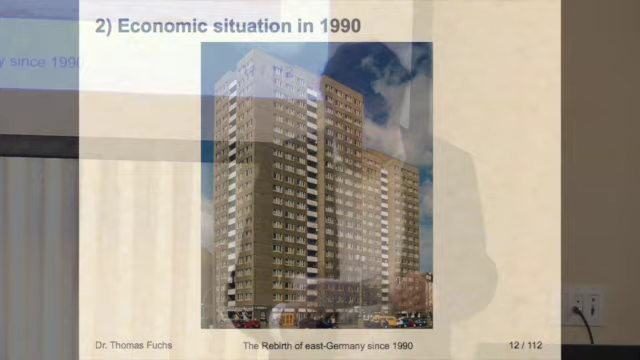 2) Economic situation in 1990
y since 1990
Dr. Thomas Fuchs
The Rebirth of east-Germany since 1990
12 / 112